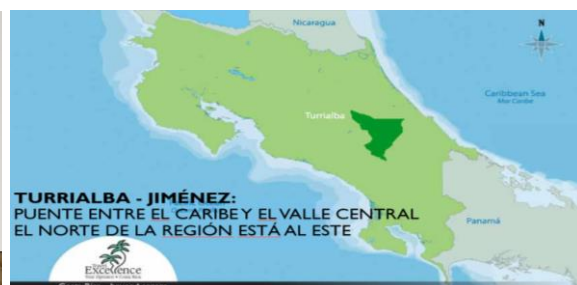 Nicaragua
N
Caribbean Sea
Mar Caribe
Turrialba
TURRIALBA - JIMÉNEZ:
PUENTE ENTRE EL CARIBE Y EL VALLE CENTRAL
EL NORTE DE LA REGIÓN ESTÁ AL ESTE
Panamá
Excellence